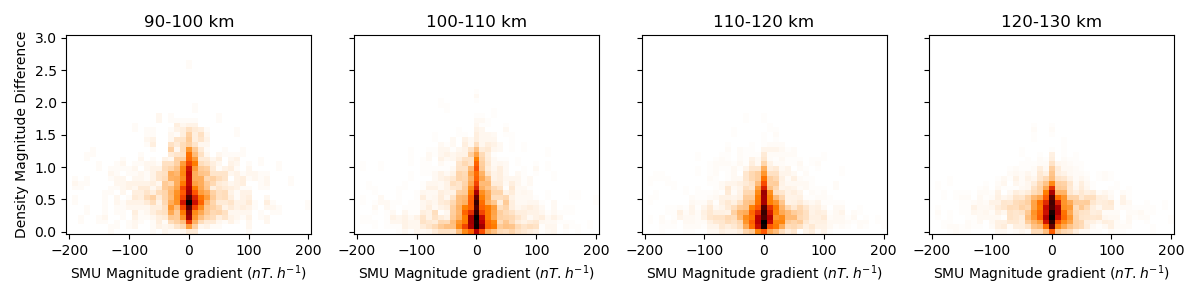 90-100 km 100-110 km 110-120 km 120-130 km
Density Magnitude Difference
3.0
2.5
2.0
1.5
1.0
0.5
0.0
−200 −100 0 100 200 −200 −100 0 100 200 −200 −100 0 100 200 −200 −100 0 100 200
SMU Magnitude gradient (nT. h⁻¹) SMU Magnitude gradient (nT. h⁻¹) SMU Magnitude gradient (nT. h⁻¹) SMU Magnitude gradient (nT. h⁻¹)